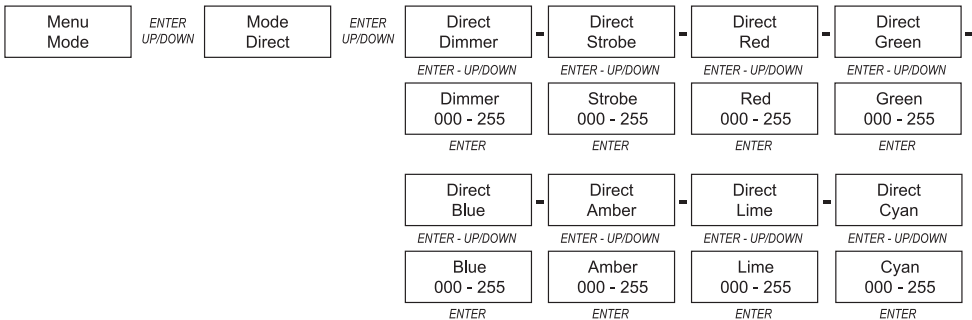 Menu
Mode
ENTER
UP/DOWN
Mode
Direct
ENTER
UP/DOWN
Direct
Dimmer
Direct
Strobe
Direct
Red
Direct
Green
ENTER - UP/DOWN
ENTER - UP/DOWN
ENTER - UP/DOWN
ENTER - UP/DOWN
Dimmer
000 - 255
Strobe
000 - 255
Red
000 - 255
Green
000 - 255
ENTER
ENTER
ENTER
ENTER
Direct
Blue
Direct
Amber
Direct
Lime
Direct
Cyan
ENTER - UP/DOWN
ENTER - UP/DOWN
ENTER - UP/DOWN
ENTER - UP/DOWN
Blue
000 - 255
Amber
000 - 255
Lime
000 - 255
Cyan
000 - 255
ENTER
ENTER
ENTER
ENTER